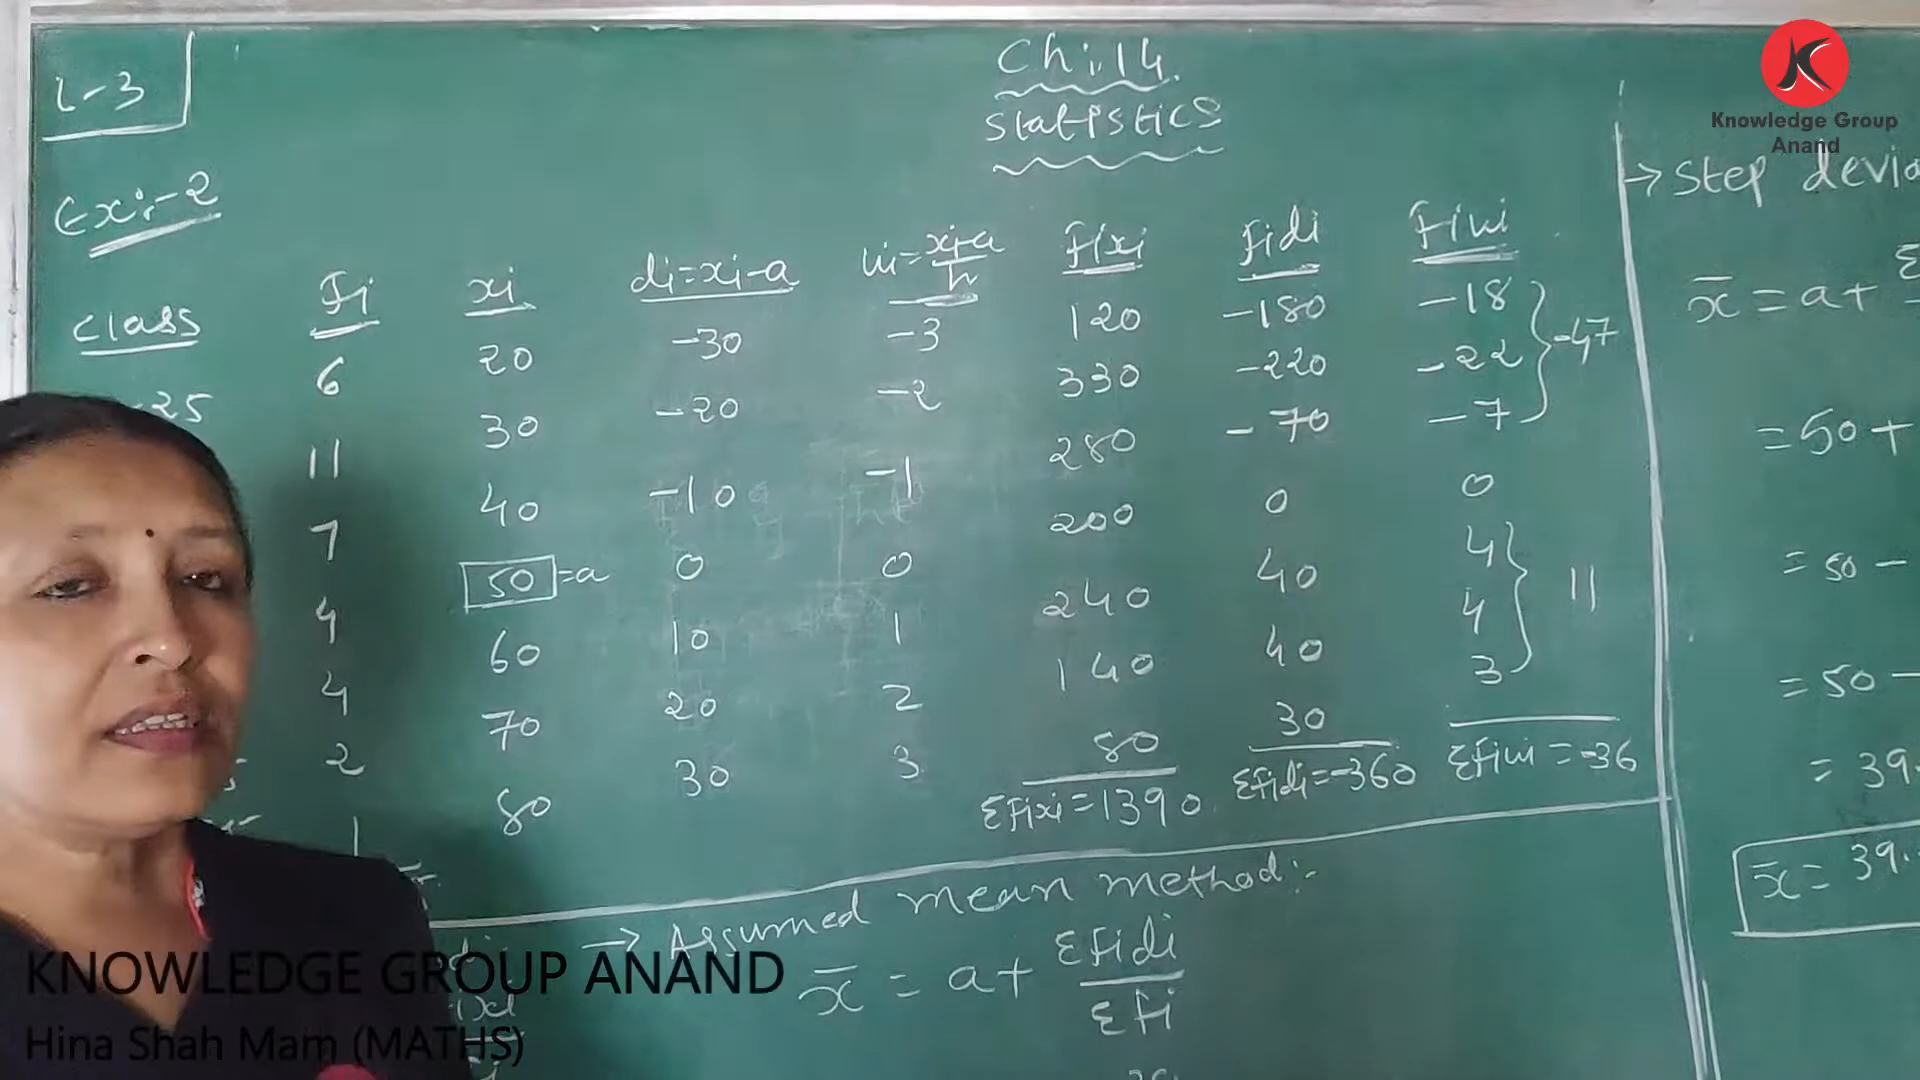 L-3
Ch:14.
Statistics
Knowledge Group
Anand
Ex:-2
→ Step devia
class fi xi di=xi-a ui=xi-a/h fixi fidi fiui
-25 6 20 -30 -3 120 -180 -18
11 30 -20 -2 330 -220 -22 } -47
7 40 -10 -1 280 -70 -7
4 50 =a 0 0 200 0 0
4 60 10 1 240 40 4
2 70 20 2 140 40 4 } 11
1 80 30 3 80 30 3
Σfixi=1390 Σfidi=-360 Σfiui=-36
x̄ = a+ Σ
= 50+
= 50-
= 50-
= 39.
x̄ = 39.
→ Assumed mean method:-
x̄ = a+ Σfidi/Σfi
KNOWLEDGE GROUP ANAND
Hina Shah Mam (MATHS)